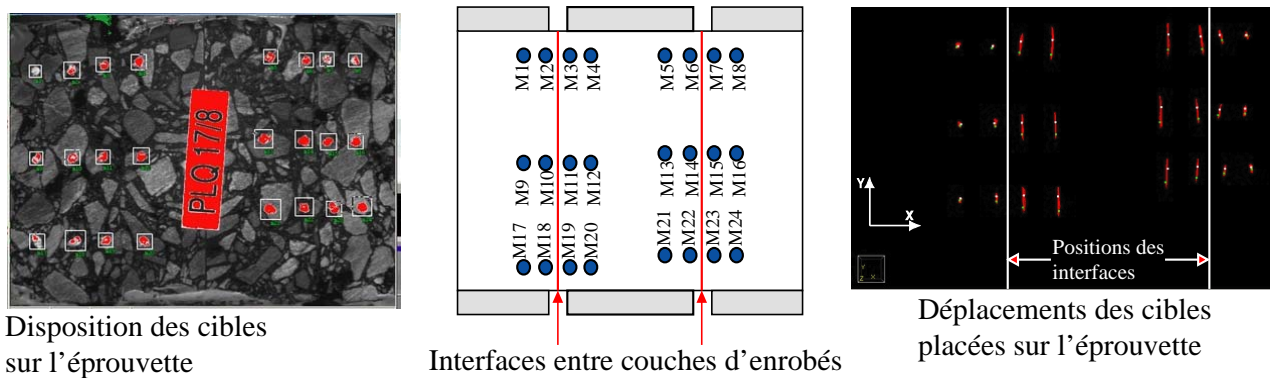 PLQ 17/8
Disposition des cibles
sur l’éprouvette
M1
M2
M3
M4
M5
M6
M7
M8
M9
M10
M11
M12
M13
M14
M15
M16
M17
M18
M19
M20
M21
M22
M23
M24
Interfaces entre couches d’enrobés
Y
X
Positions des
interfaces
Y
Z X
Déplacements des cibles
placées sur l’éprouvette